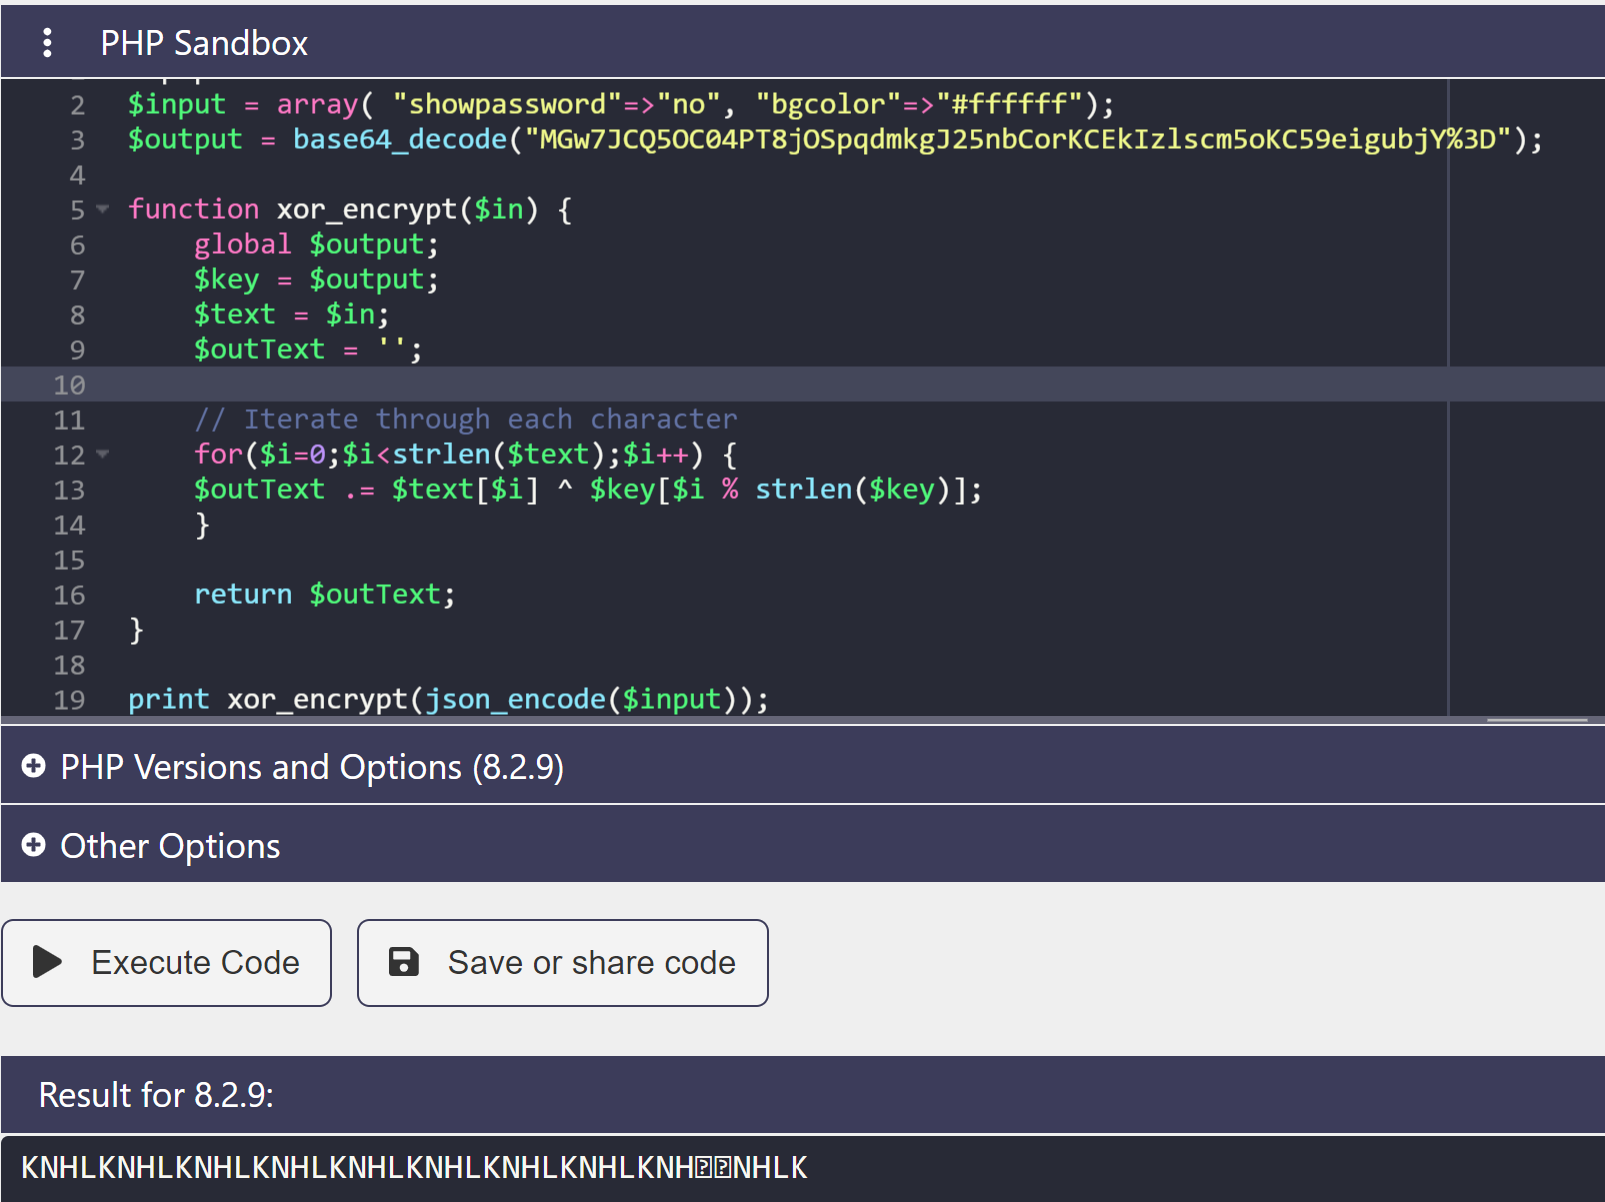 PHP Sandbox
2 $input = array( "showpassword"=>"no", "bgcolor"=>"#ffffff");
3 $output = base64_decode("MGw7JCQ5OC04PT8jOSpqdmkgJ25nbCorKCEkIzlscm5oKC59eigubjY%3D");
4
5 function xor_encrypt($in) {
6 global $output;
7 $key = $output;
8 $text = $in;
9 $outText = '';
10
11 // Iterate through each character
12 for($i=0;$i<strlen($text);$i++) {
13 $outText .= $text[$i] ^ $key[$i % strlen($key)];
14 }
15
16 return $outText;
17 }
18
19 print xor_encrypt(json_encode($input));
PHP Versions and Options (8.2.9)
Other Options
Execute Code
Save or share code
Result for 8.2.9:
KNHLKNHLKNHLKNHLKNHLKNHLKNHLKNHLKNH��NHLK